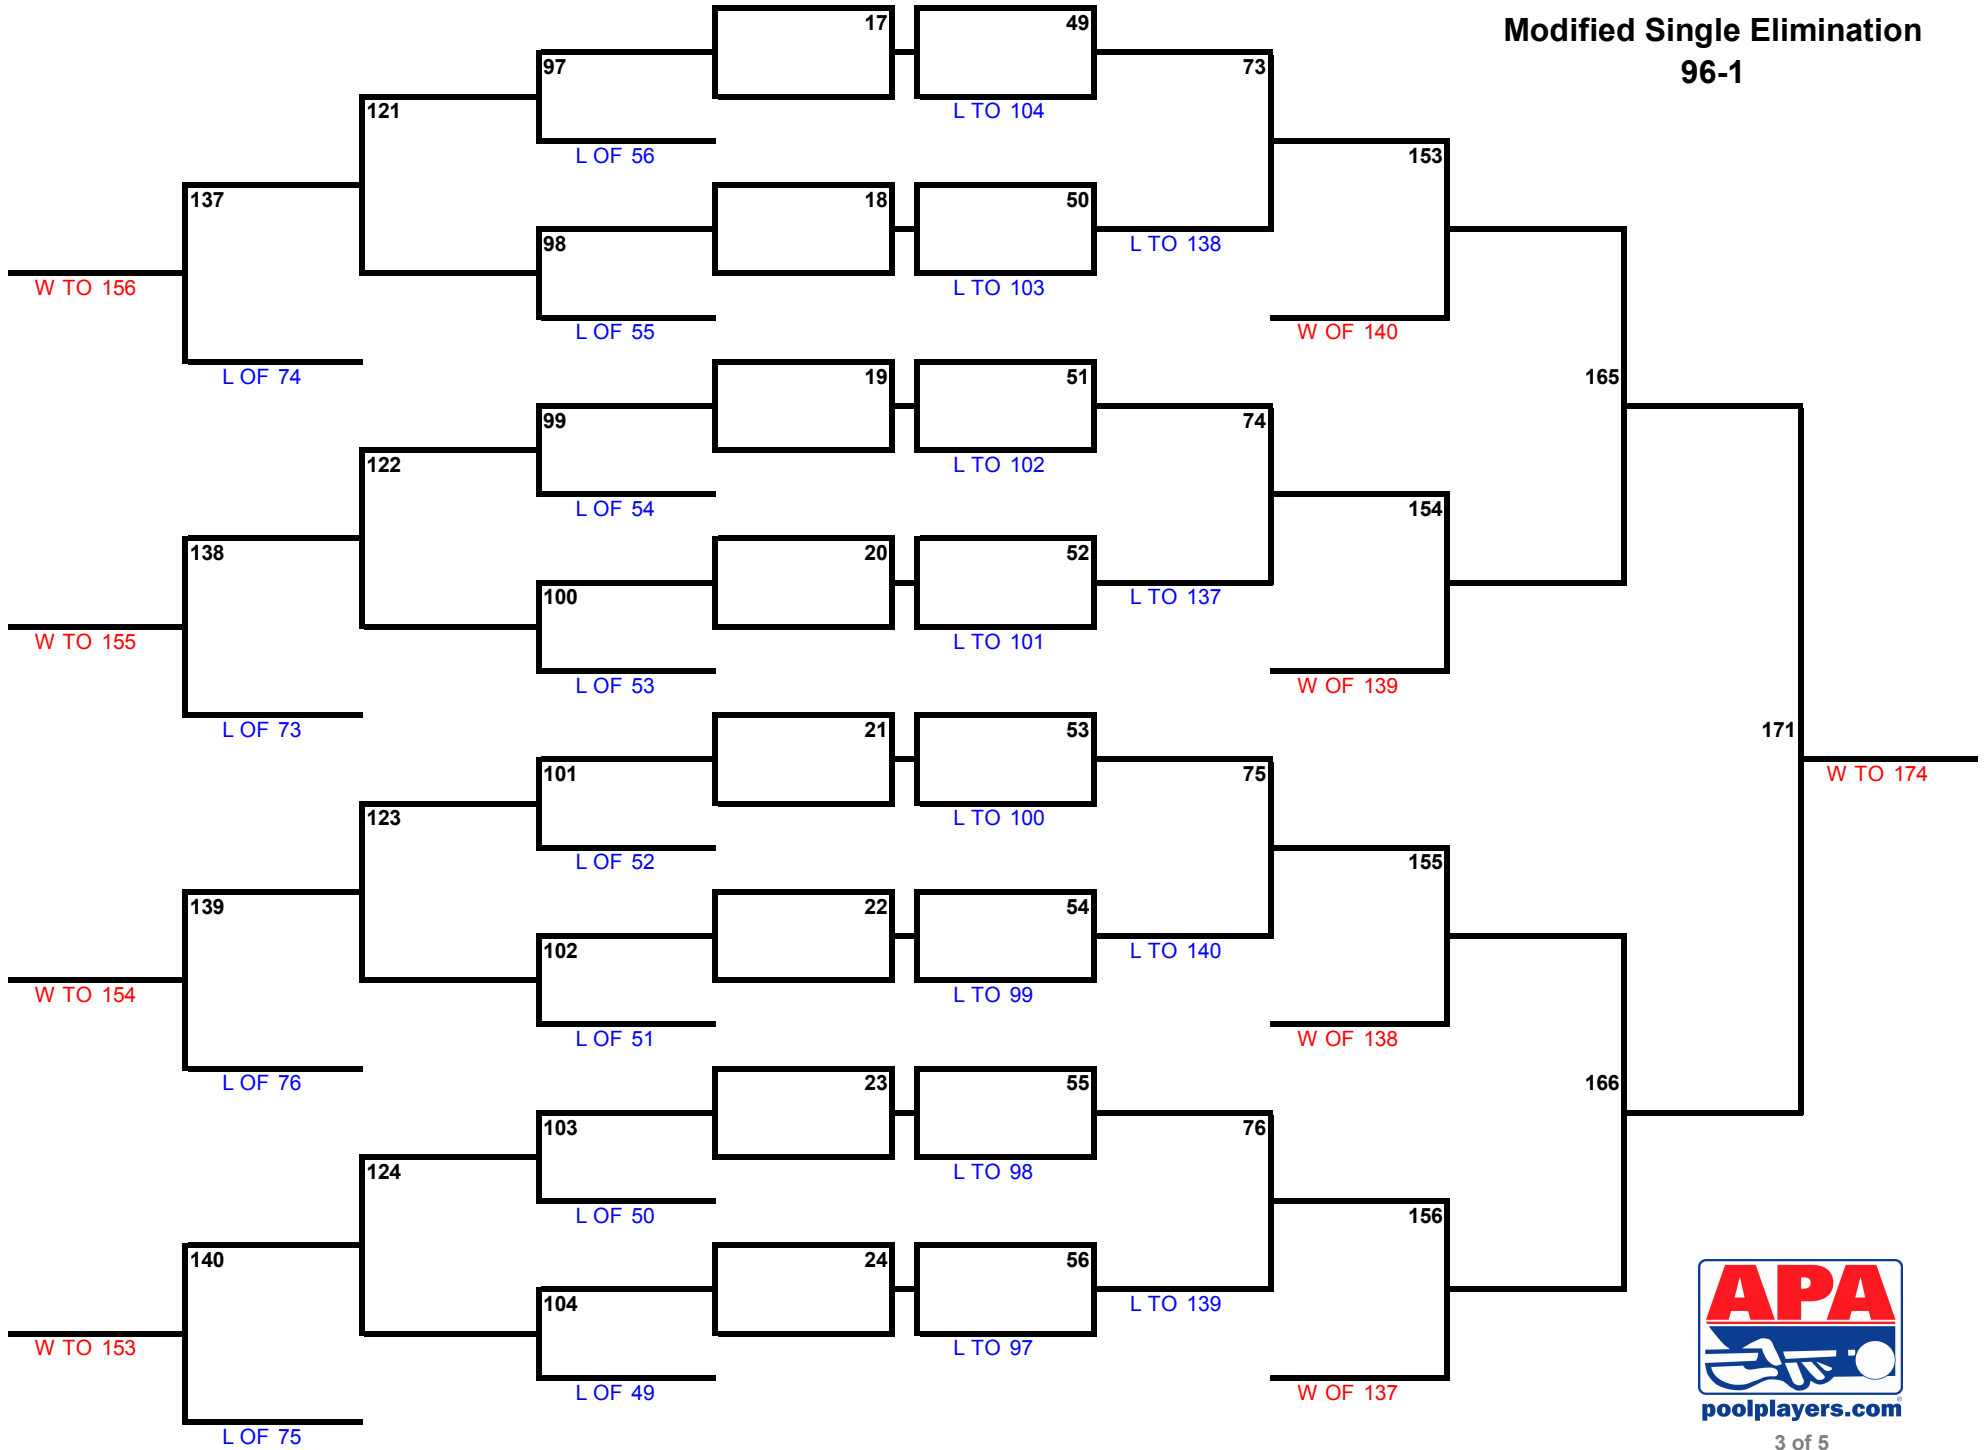 17
49
Modified Single Elimination
97
73
96-1
121
L TO 104
L OF 56
153
137
18
50
98
L TO 138
W TO 156
L TO 103
L OF 55
W OF 140
L OF 74
19
51
165
99
74
122
L TO 102
L OF 54
154
138
20
52
100
L TO 137
W TO 155
L TO 101
L OF 53
W OF 139
L OF 73
21
53
171
101
75
W TO 174
123
L TO 100
L OF 52
155
139
22
54
102
L TO 140
W TO 154
L TO 99
L OF 51
W OF 138
L OF 76
23
55
166
103
76
124
L TO 98
L OF 50
156
140
24
56
104
L TO 139
W TO 153
L TO 97
L OF 49
W OF 137
L OF 75
APA
poolplayers.com
3 of 5